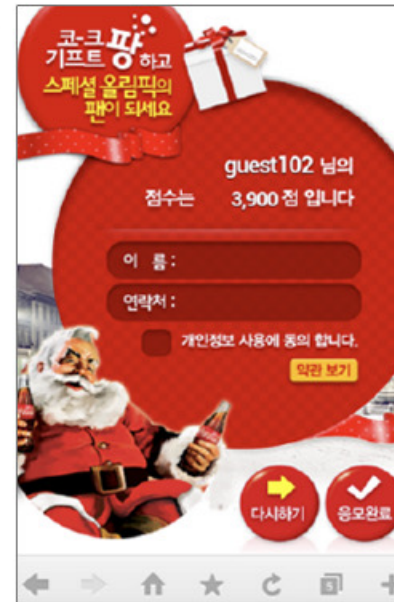 코-크
기프트 팡하고
스페셜 올림픽의
팬이 되세요
guest102 님의
점수는 3,900 점 입니다
이 름 :
연락처 :
개인정보 사용에 동의 합니다.
약관 보기
다시하기
응모완료
5